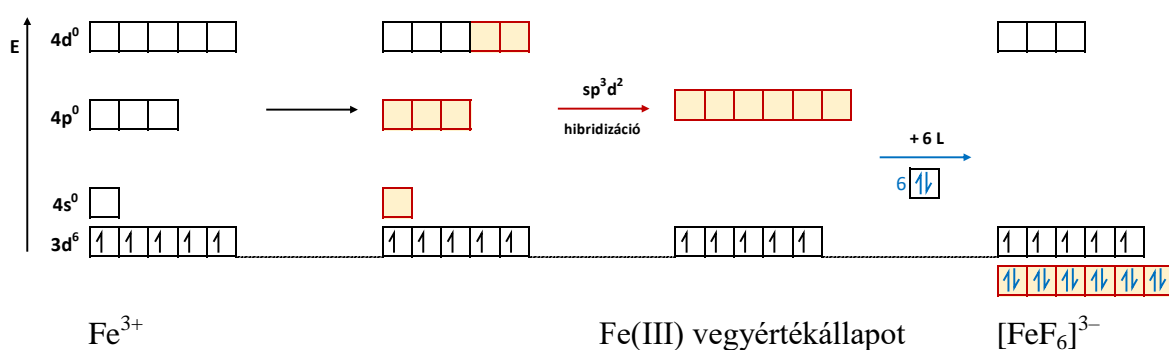 E
4d⁰
4p⁰
sp³d²
hibridizáció
+ 6 L
6
4s⁰
3d⁶
Fe³⁺
Fe(III) vegyértékállapot
[FeF₆]³⁻